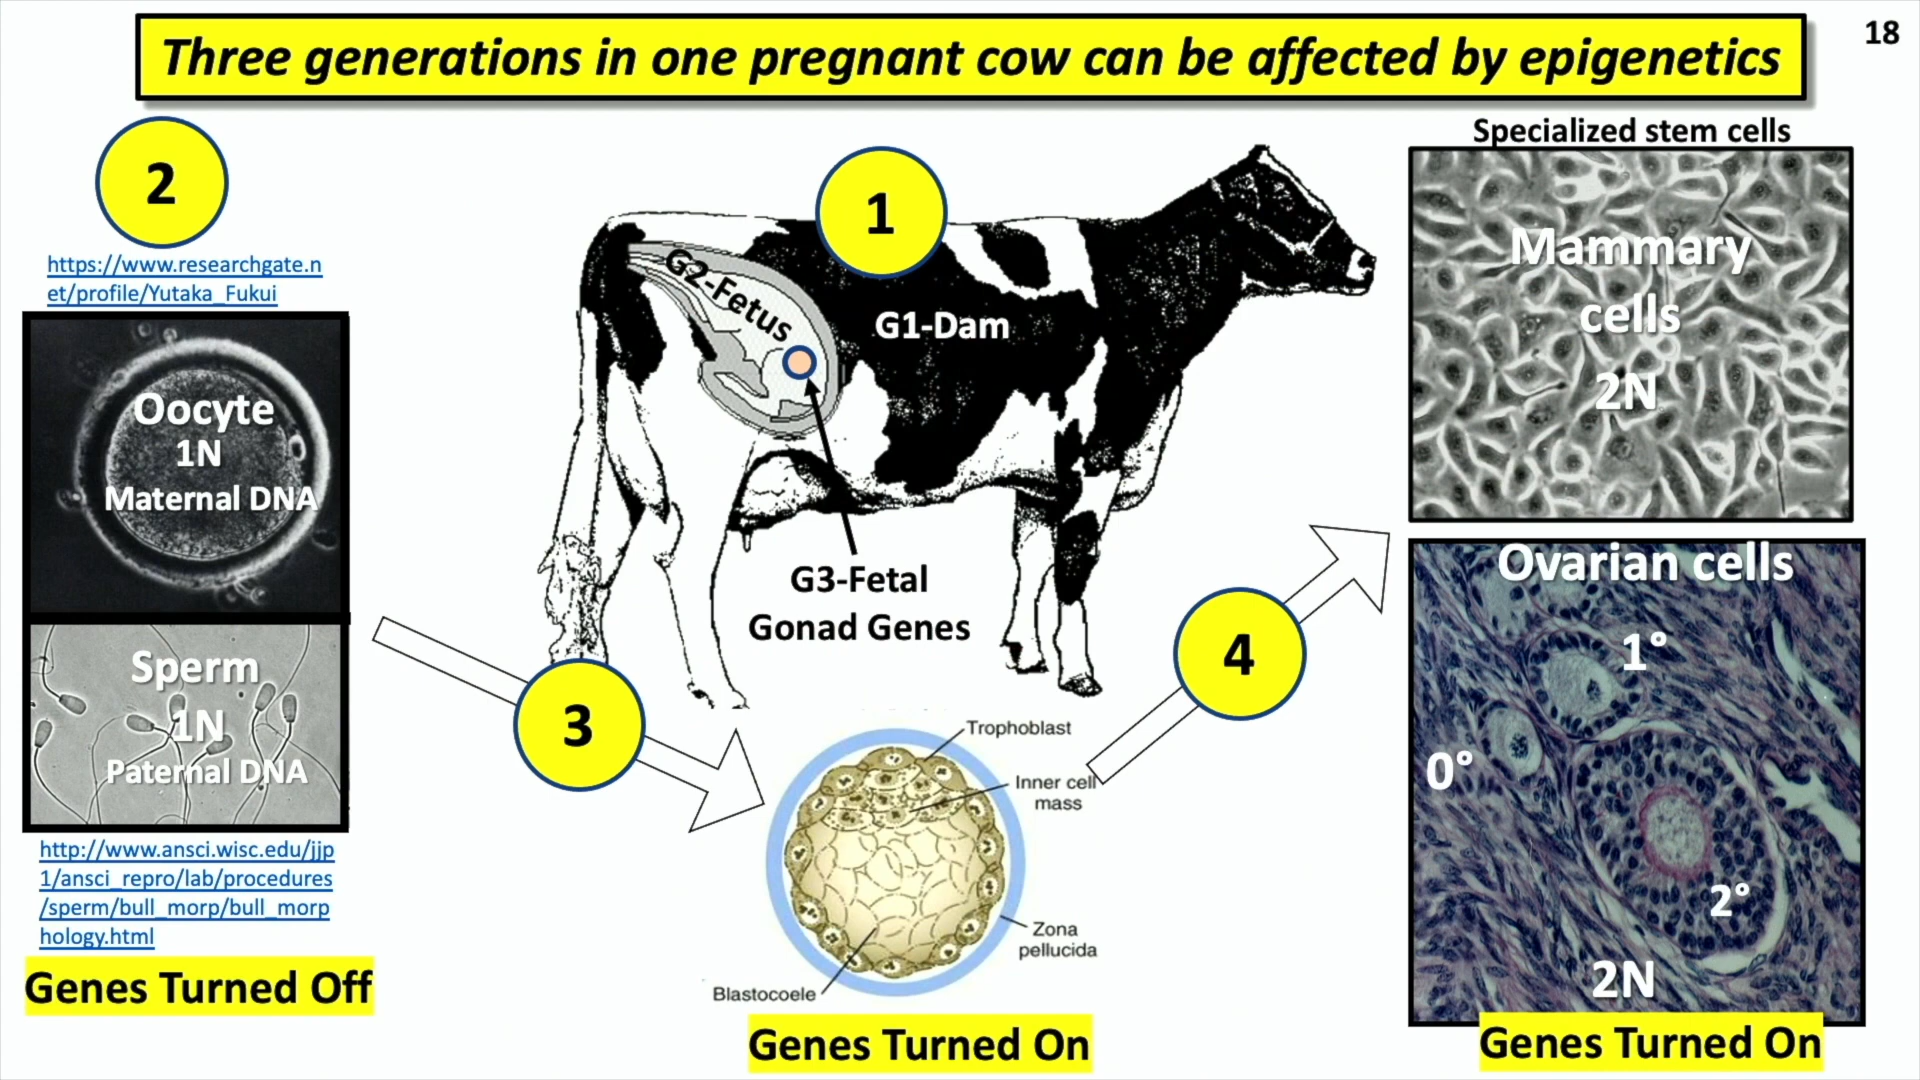 Three generations in one pregnant cow can be affected by epigenetics
18
2
https://www.researchgate.n
et/profile/Yutaka_Fukui
Oocyte
1N
Maternal DNA
Sperm
1N
Paternal DNA
http://www.ansci.wisc.edu/jjp
1/ansci_repro/lab/procedures
/sperm/bull_morp/bull_morp
hology.html
Genes Turned Off
1
G2-Fetus
G1-Dam
G3-Fetal
Gonad Genes
3
Trophoblast
Inner cell
mass
Zona
pellucida
Blastocoele
Genes Turned On
4
Specialized stem cells
Mammary
cells
2N
Ovarian cells
1°
0°
2°
2N
Genes Turned On